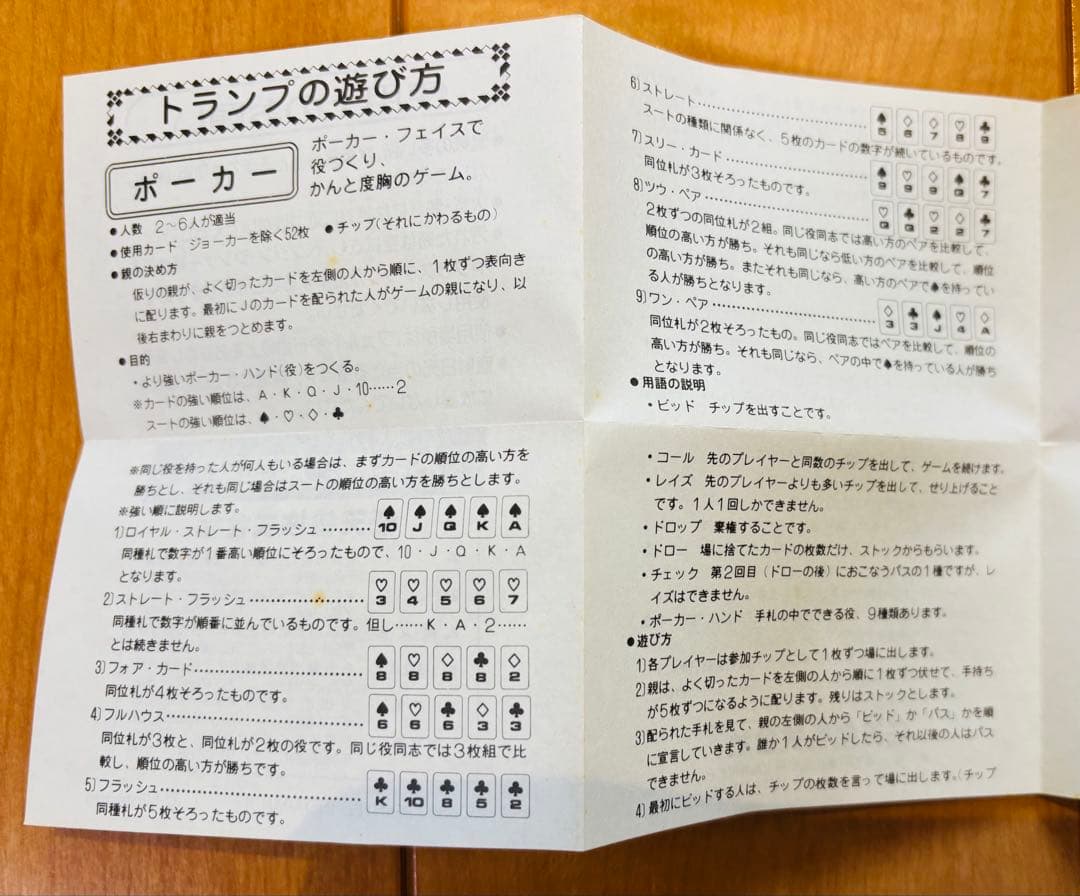 トランプの遊び方
ポーカー
ポーカー・フェイスで
役づくり、
かんと度胸のゲーム。
●人数 2〜6人が適当
●使用カード ジョーカーを除く52枚 ●チップ(それにかわるもの)
●親の決め方
仮りの親が、よく切ったカードを左側の人から順に、1枚ずつ表向き
に配ります。最初にJのカードを配られた人がゲームの親になり、以
後右まわりに親をつとめます。
●目的
・より強いポーカー・ハンド(役)をつくる。
※カードの強い順位は、A・K・Q・J・10……2
スートの強い順位は、♠・♡・◇・♣
※同じ役を持った人が何人もいる場合は、まずカードの順位の高い方を
勝ちとし、それも同じ場合はスートの順位の高い方を勝ちとします。
※強い順に説明します。
1)ロイヤル・ストレート・フラッシュ……… ♠10 ♠J ♠Q ♠K ♠A
同種札で数字が1番高い順位にそろったもので、10・J・Q・K・A
となります。
2)ストレート・フラッシュ…………………… ♡3 ♡4 ♡5 ♡6 ♡7
同種札で数字が順番に並んでいるものです。但し……K・A・2……
とは続きません。
3)フォア・カード……………………………… ♠8 ♡8 ◇8 ♣8 ◇2
同位札が4枚そろったものです。
4)フルハウス…………………………………… ♠6 ♡6 ♣6 ◇3 ♣3
同位札が3枚と、同位札が2枚の役です。同じ役同志では3枚組で比
較し、順位の高い方が勝ちです。
5)フラッシュ…………………………………… ♣K ♣10 ♣8 ♣5 ♣2
同種札が5枚そろったものです。
6)ストレート…………………………………… ♠5 ◇6 ◇7 ♡8 ♣9
スートの種類に関係なく、5枚のカードの数字が続いているものです。
7)スリー・カード……………………………… ♠9 ♡9 ◇9 ♠Q ♣7
同位札が3枚そろったものです。
8)ツウ・ペア…………………………………… ♡Q ♣Q ♡2 ◇2 ♣7
2枚ずつの同位札が2組。同じ役同志では高い方のペアを比較して、
順位の高い方が勝ち。それも同じなら低い方のペアを比較して、順位
の高い方が勝ち。またそれも同じなら、高い方のペアで♠を持ってい
る人が勝ちとなります。
9)ワン・ペア…………………………………… ◇3 ♣3 ♠J ♡4 ◇A
同位札が2枚そろったもの。同じ役同志ではペアを比較して、順位の
高い方が勝ち。それも同じなら、ペアの中で♠を持っている人が勝ち
となります。
●用語の説明
・ビッド チップを出すことです。
・コール 先のプレイヤーと同数のチップを出して、ゲームを続けます。
・レイズ 先のプレイヤーよりも多いチップを出して、せり上げること
です。1人1回しかできません。
・ドロップ 棄権することです。
・ドロー 場に捨てたカードの枚数だけ、ストックからもらいます。
・チェック 第2回目(ドローの後)におこなうパスの1種ですが、レ
イズはできません。
・ポーカー・ハンド 手札の中でできる役、9種類あります。
●遊び方
1)各プレイヤーは参加チップとして1枚ずつ場に出します。
2)親は、よく切ったカードを左側の人から順に1枚ずつ伏せて、手持ち
が5枚ずつになるように配ります。残りはストックとします。
3)配られた手札を見て、親の左側の人から「ビッド」か「パス」かを順
に宣言していきます。誰か1人がビッドしたら、それ以後の人はパス
できません。
4)最初にビッドする人は、チップの枚数を言って場に出します。(チップ